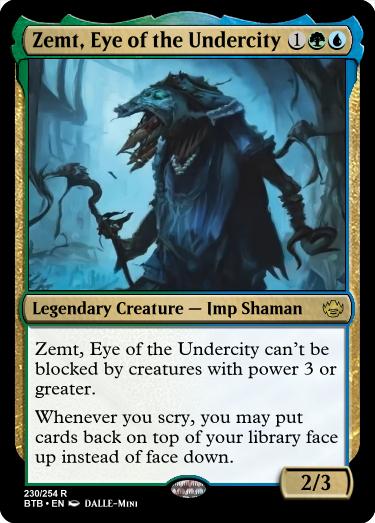 Zemt, Eye of the Undercity 1
Legendary Creature — Imp Shaman
Zemt, Eye of the Undercity can't be
blocked by creatures with power 3 or
greater.
Whenever you scry, you may put
cards back on top of your library face
up instead of face down.
2/3
230/254 R
BTB • EN DALLE-Mini